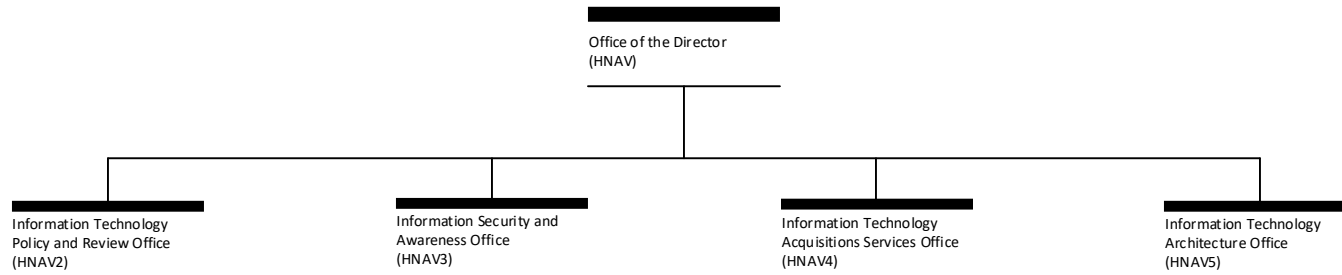 Office of the Director
(HNAV)
Information Technology
Policy and Review Office
(HNAV2)
Information Security and
Awareness Office
(HNAV3)
Information Technology
Acquisitions Services Office
(HNAV4)
Information Technology
Architecture Office
(HNAV5)